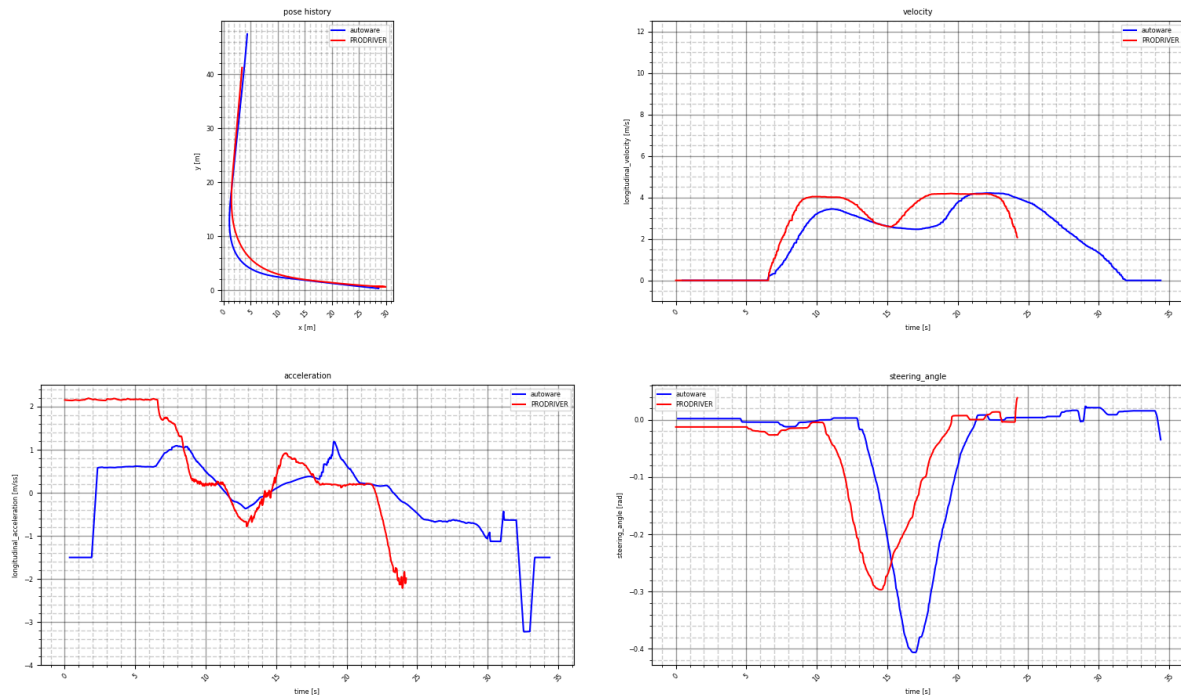 pose history
autoware
PRODRIVER
40
30
20
10
0
y [m]
0 5 10 15 20 25 30
x [m]
velocity
autoware
PRODRIVER
12
10
8
6
4
2
0
longitudinal_velocity [m/s]
0 5 10 15 20 25 30 35
time [s]
acceleration
autoware
PRODRIVER
2
1
0
−1
−2
−3
−4
longitudinal_acceleration [m/ss]
0 5 10 15 20 25 30 35
time [s]
steering_angle
autoware
PRODRIVER
0.0
−0.1
−0.2
−0.3
−0.4
steering_angle [rad]
0 5 10 15 20 25 30 35
time [s]